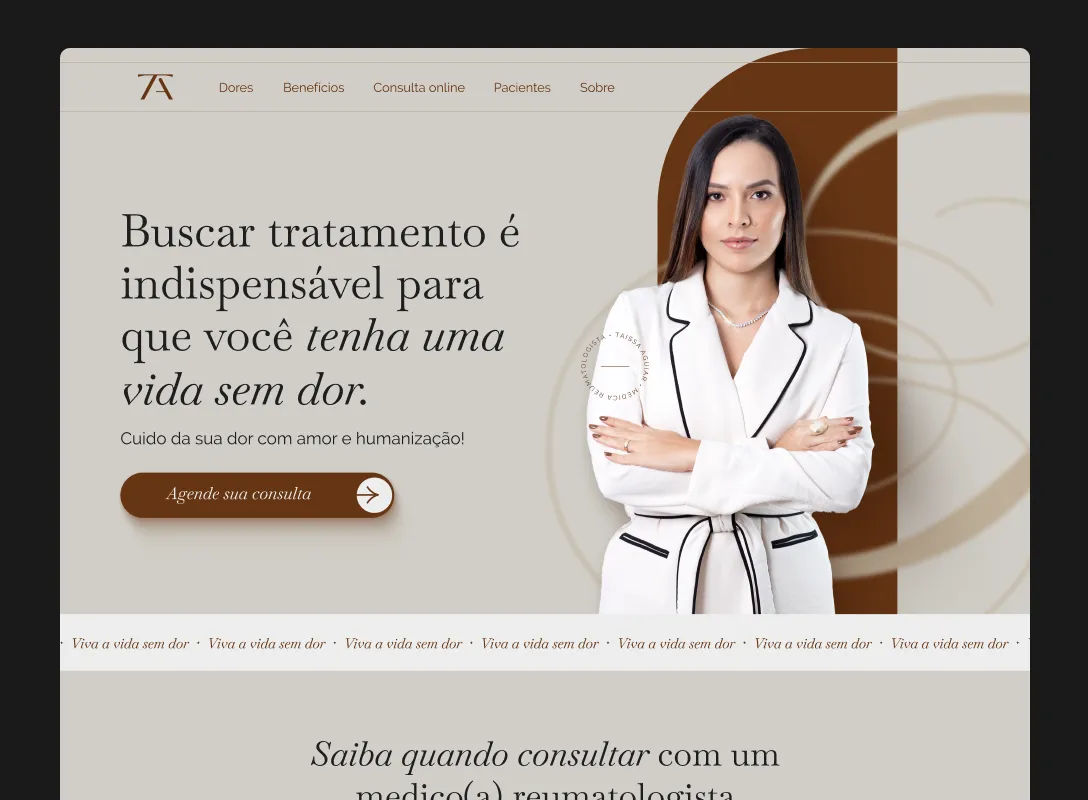 TA
Dores Benefícios Consulta online Pacientes Sobre
Buscar tratamento é
indispensável para
que você tenha uma
vida sem dor.
Cuido da sua dor com amor e humanização!
Agende sua consulta
• TAISSA AGUIAR • MÉDICA REUMATOLOGISTA
· Viva a vida sem dor · Viva a vida sem dor · Viva a vida sem dor · Viva a vida sem dor · Viva a vida sem dor · Viva a vida sem dor · Viva a vida sem dor ·
Saiba quando consultar com um
medico(a) reumatologista